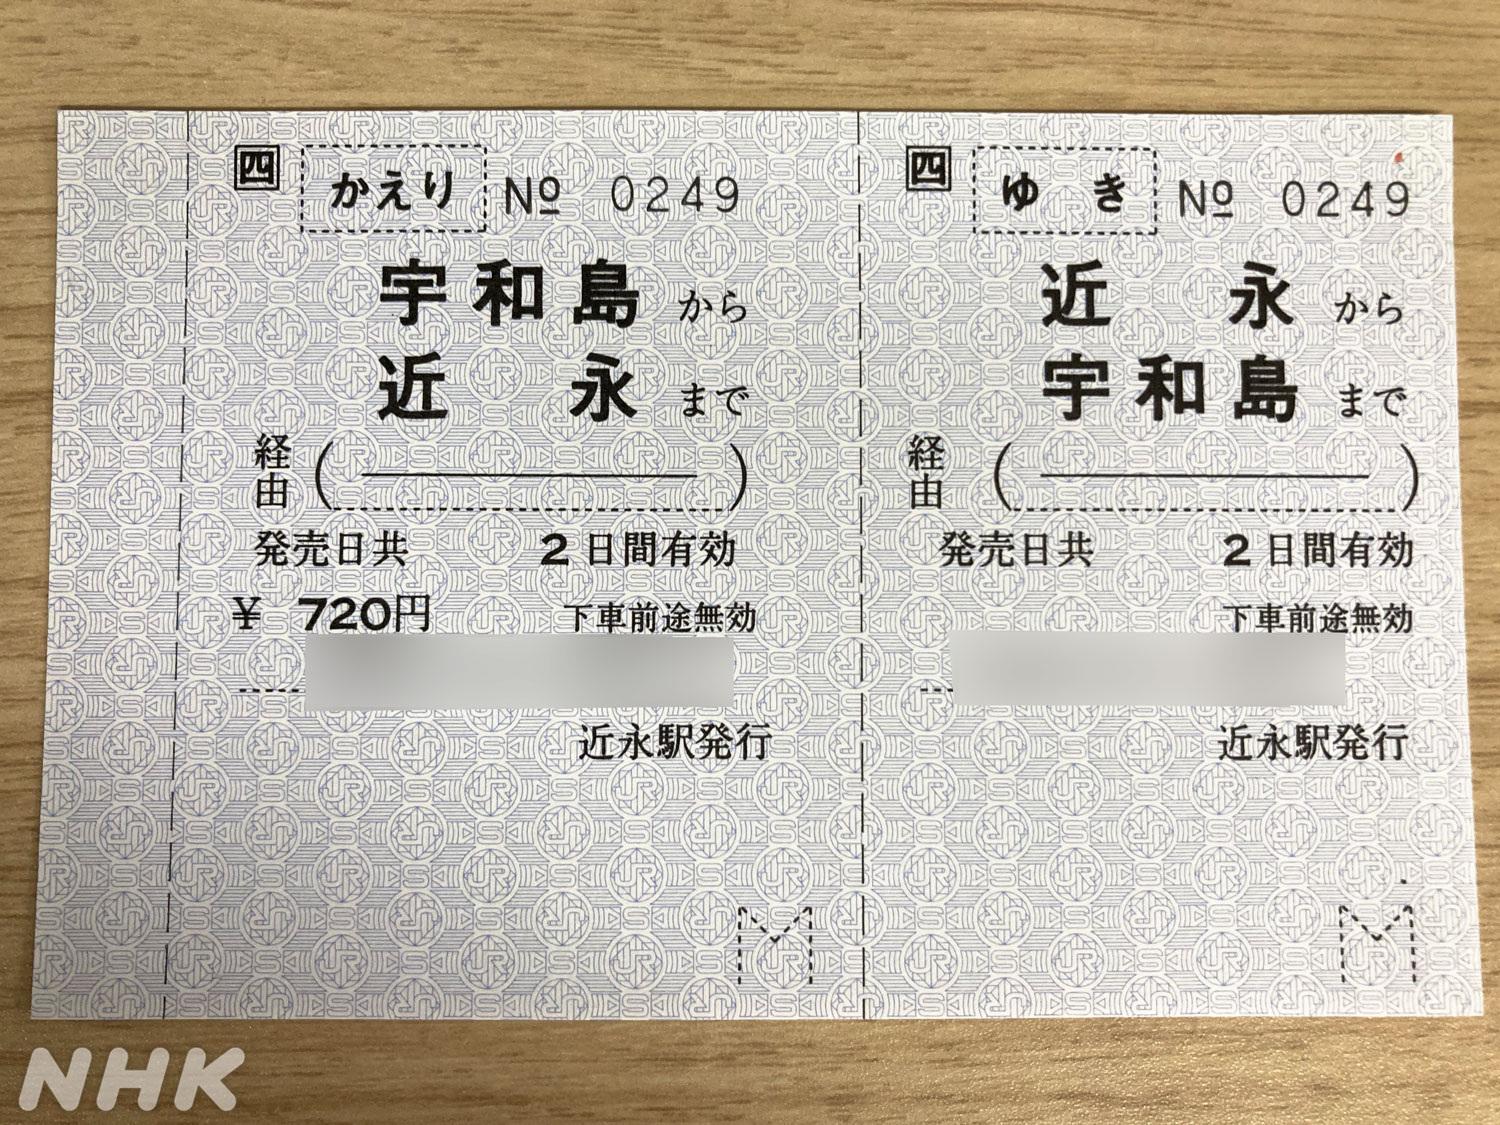 四 かえり № 0249
宇和島から
近永まで
経由(　　)
発売日共 2日間有効
¥ 720円 下車前途無効
近永駅発行
四 ゆき № 0249
近永から
宇和島まで
経由(　　)
発売日共 2日間有効
下車前途無効
近永駅発行
NHK